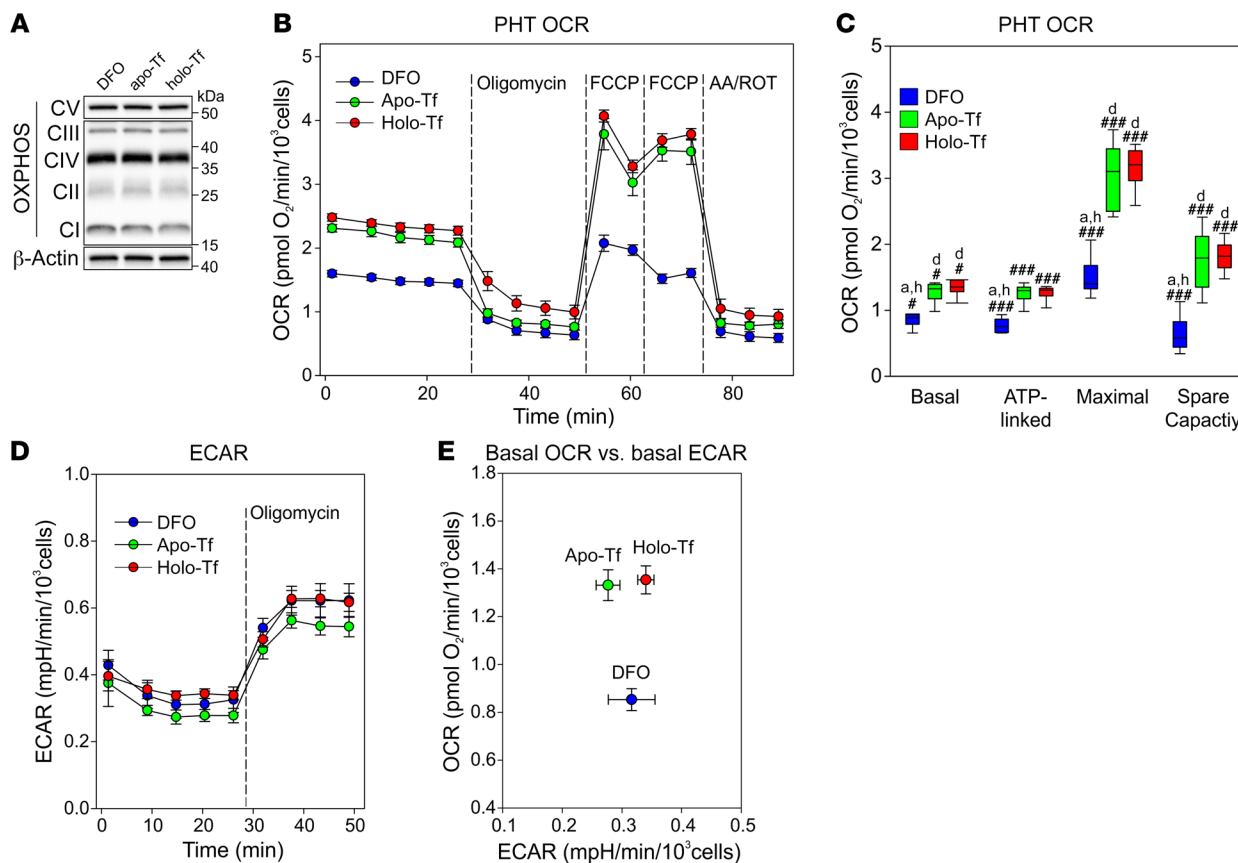 A
DFO
apo-Tf
holo-Tf
kDa
OXPHOS
CV
50
CIII
40
CIV
35
CII
25
CI
15
β-Actin
40
B
PHT OCR
OCR (pmol O2/min/10³cells)
5
4
3
2
1
0
DFO
Apo-Tf
Holo-Tf
Oligomycin
FCCP
FCCP
AA/ROT
0 20 40 60 80
Time (min)
C
PHT OCR
OCR (pmol O2/min/10³cells)
5
4
3
2
1
0
DFO
Apo-Tf
Holo-Tf
a,h
#
d
#
d
#
a,h
###
###
###
a,h
###
d
###
d
###
a,h
###
d
###
d
###
Basal
ATP-
linked
Maximal
Spare
Capactiy
D
ECAR
ECAR (mpH/min/10³cells)
1.0
0.8
0.6
0.4
0.2
0.0
DFO
Apo-Tf
Holo-Tf
Oligomycin
0 10 20 30 40 50
Time (min)
E
Basal OCR vs. basal ECAR
OCR (pmol O2/min/10³cells)
1.8
1.6
1.4
1.2
1.0
0.8
0.6
0.4
Apo-Tf
Holo-Tf
DFO
0.1 0.2 0.3 0.4 0.5
ECAR (mpH/min/10³cells)